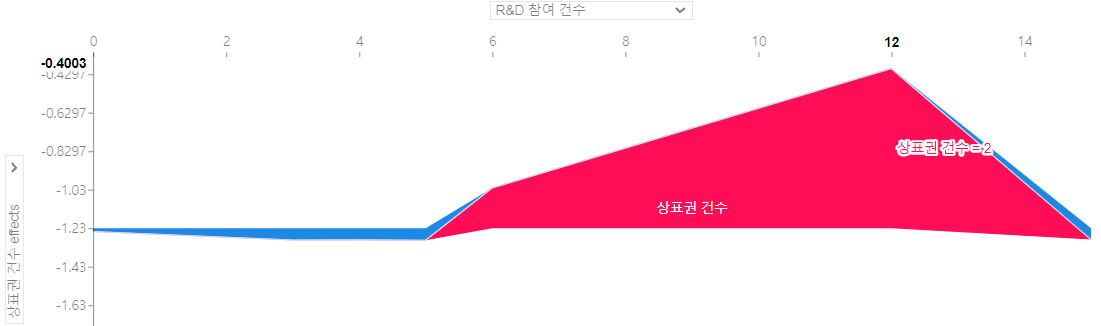 R&D 참여 건수
0 2 4 6 8 10 12 14
-0.4003
-0.4297
-0.6297
-0.8297
상표권 건수 = 2
-1.03
상표권 건수
-1.23
-1.43
-1.63
상표권 건수 effects